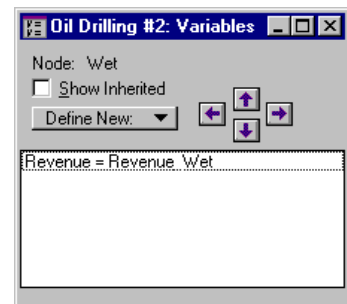 Oil Drilling #2: Variables
Node: Wet
Show Inherited
Define New:
Revenue = Revenue_Wet